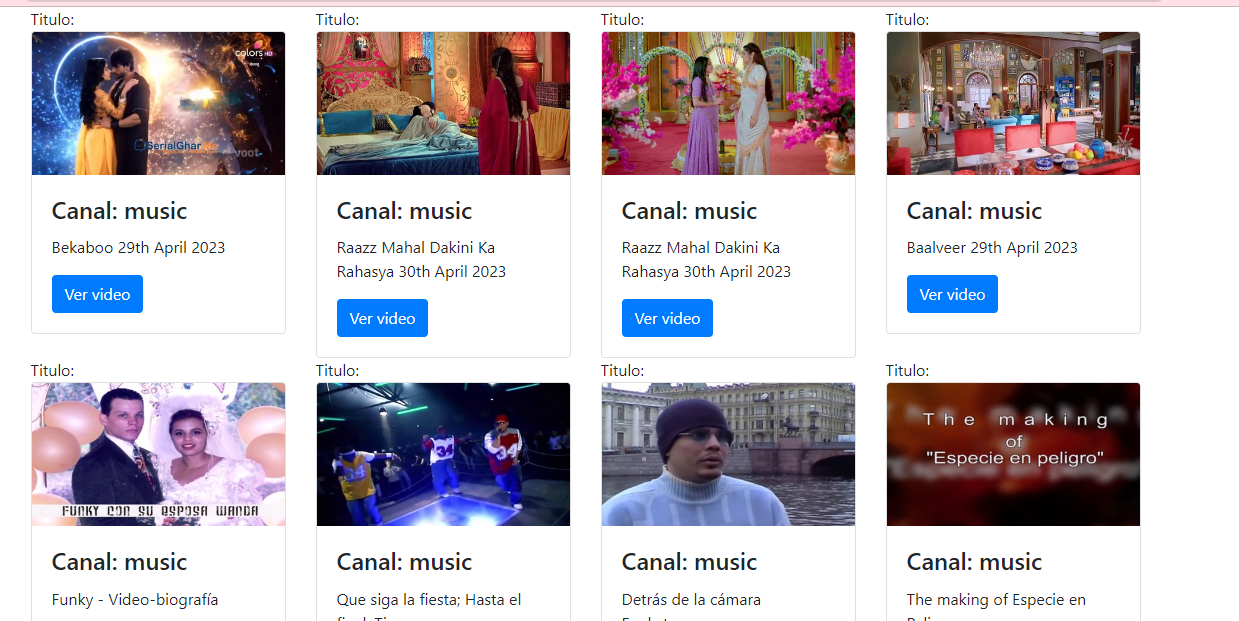 Titulo:
Titulo:
Titulo:
Titulo:
colors HD
SerialGhar
voot
Canal: music
Canal: music
Canal: music
Canal: music
Bekaboo 29th April 2023
Raazz Mahal Dakini Ka
Rahasya 30th April 2023
Raazz Mahal Dakini Ka
Rahasya 30th April 2023
Baalveer 29th April 2023
Ver video
Ver video
Ver video
Ver video
Titulo:
Titulo:
Titulo:
Titulo:
FUNKY CON SU ESPOSA WANDA
34
34
The making
of
"Especie en peligro"
Canal: music
Canal: music
Canal: music
Canal: music
Funky - Video-biografía
Que siga la fiesta; Hasta el
Detrás de la cámara
The making of Especie en